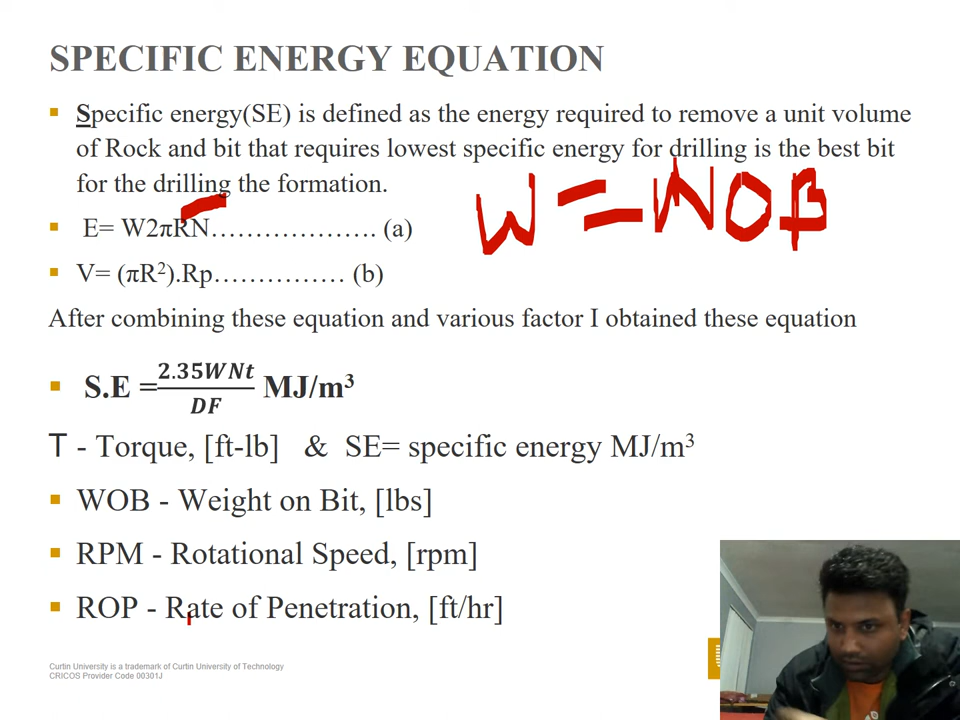 SPECIFIC ENERGY EQUATION
▪ Specific energy(SE) is defined as the energy required to remove a unit volume
of Rock and bit that requires lowest specific energy for drilling is the best bit
for the drilling the formation.
▪ E= W2πRN………………. (a)
W = WOB
▪ V= (πR²).Rp…………… (b)
After combining these equation and various factor I obtained these equation
▪ S.E = 2.35WNt/DF MJ/m³
T - Torque, [ft-lb] & SE= specific energy MJ/m³
▪ WOB - Weight on Bit, [lbs]
▪ RPM - Rotational Speed, [rpm]
▪ ROP - Rate of Penetration, [ft/hr]
Curtin University is a trademark of Curtin University of Technology
CRICOS Provider Code 00301J